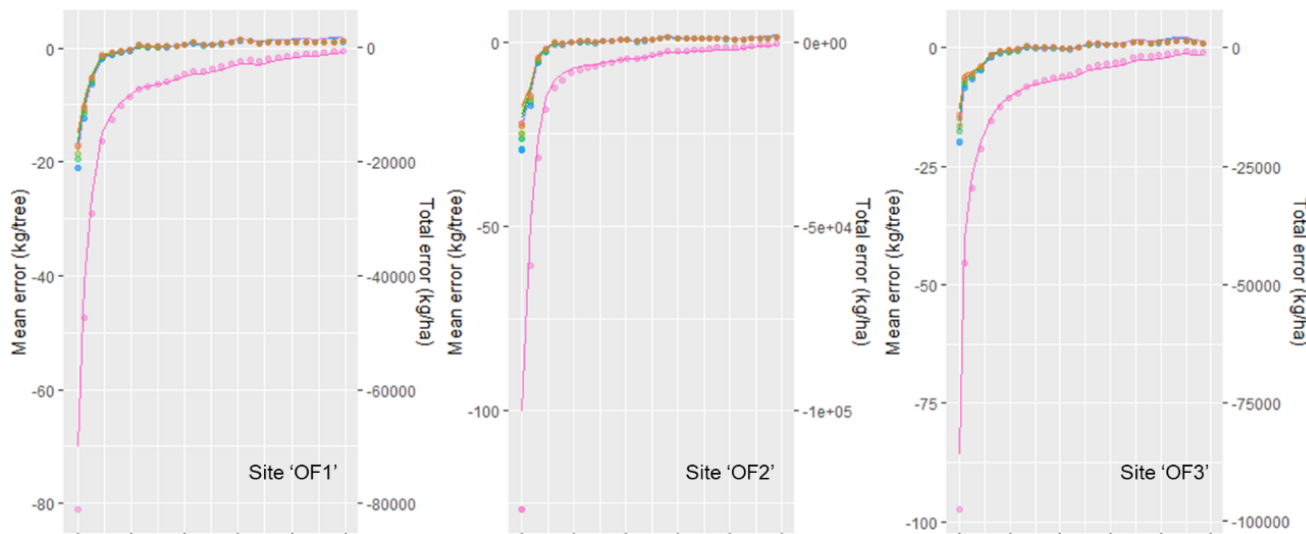 0
-20
-40
-60
-80
Mean error (kg/tree)
0
-20000
-40000
-60000
-80000
Total error (kg/ha)
Site ‘OF1’
0
-50
-100
Mean error (kg/tree)
0e+00
-5e+04
-1e+05
Total error (kg/ha)
Site ‘OF2’
0
-25
-50
-75
-100
Mean error (kg/tree)
0
-25000
-50000
-75000
-100000
Total error (kg/ha)
Site ‘OF3’